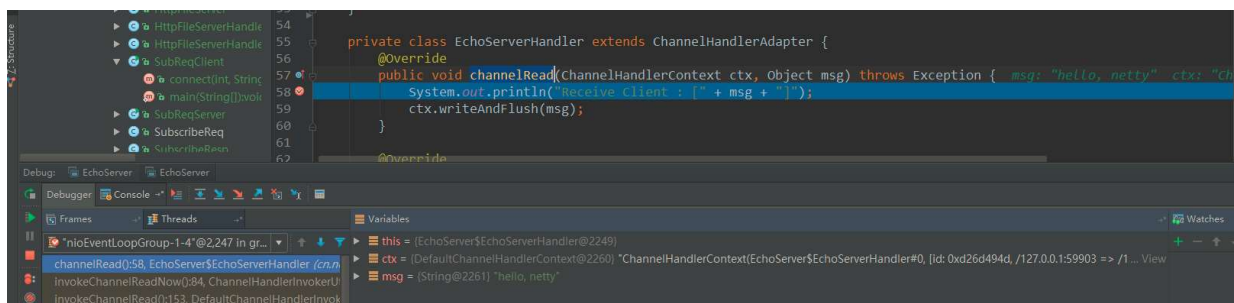 Z: Structure
HttpFileServer
HttpFileServerHandle
HttpFileServerHandle
SubReqClient
connect(int, String
main(String[]):void
SubReqServer
SubscribeReq
SubscribeResp
53 }
54
55 private class EchoServerHandler extends ChannelHandlerAdapter {
56 @Override
57 public void channelRead(ChannelHandlerContext ctx, Object msg) throws Exception { msg: "hello, netty" ctx: "Ch
58 System.out.println("Receive Client : [" + msg + "]");
59 ctx.writeAndFlush(msg);
60 }
61
62 @Override
Debug: EchoServer EchoServer
Debugger Console
Frames Threads Variables Watches
"nioEventLoopGroup-1-4"@2,247 in gr...
channelRead():58, EchoServer$EchoServerHandler (cn.n
invokeChannelReadNow():84, ChannelHandlerInvokerU
invokeChannelRead():153, DefaultChannelHandlerInvok
this = {EchoServer$EchoServerHandler@2249}
ctx = {DefaultChannelHandlerContext@2260} "ChannelHandlerContext(EchoServer$EchoServerHandler#0, [id: 0xd26d494d, /127.0.0.1:59903 => /1... View
msg = {String@2261} "hello, netty"